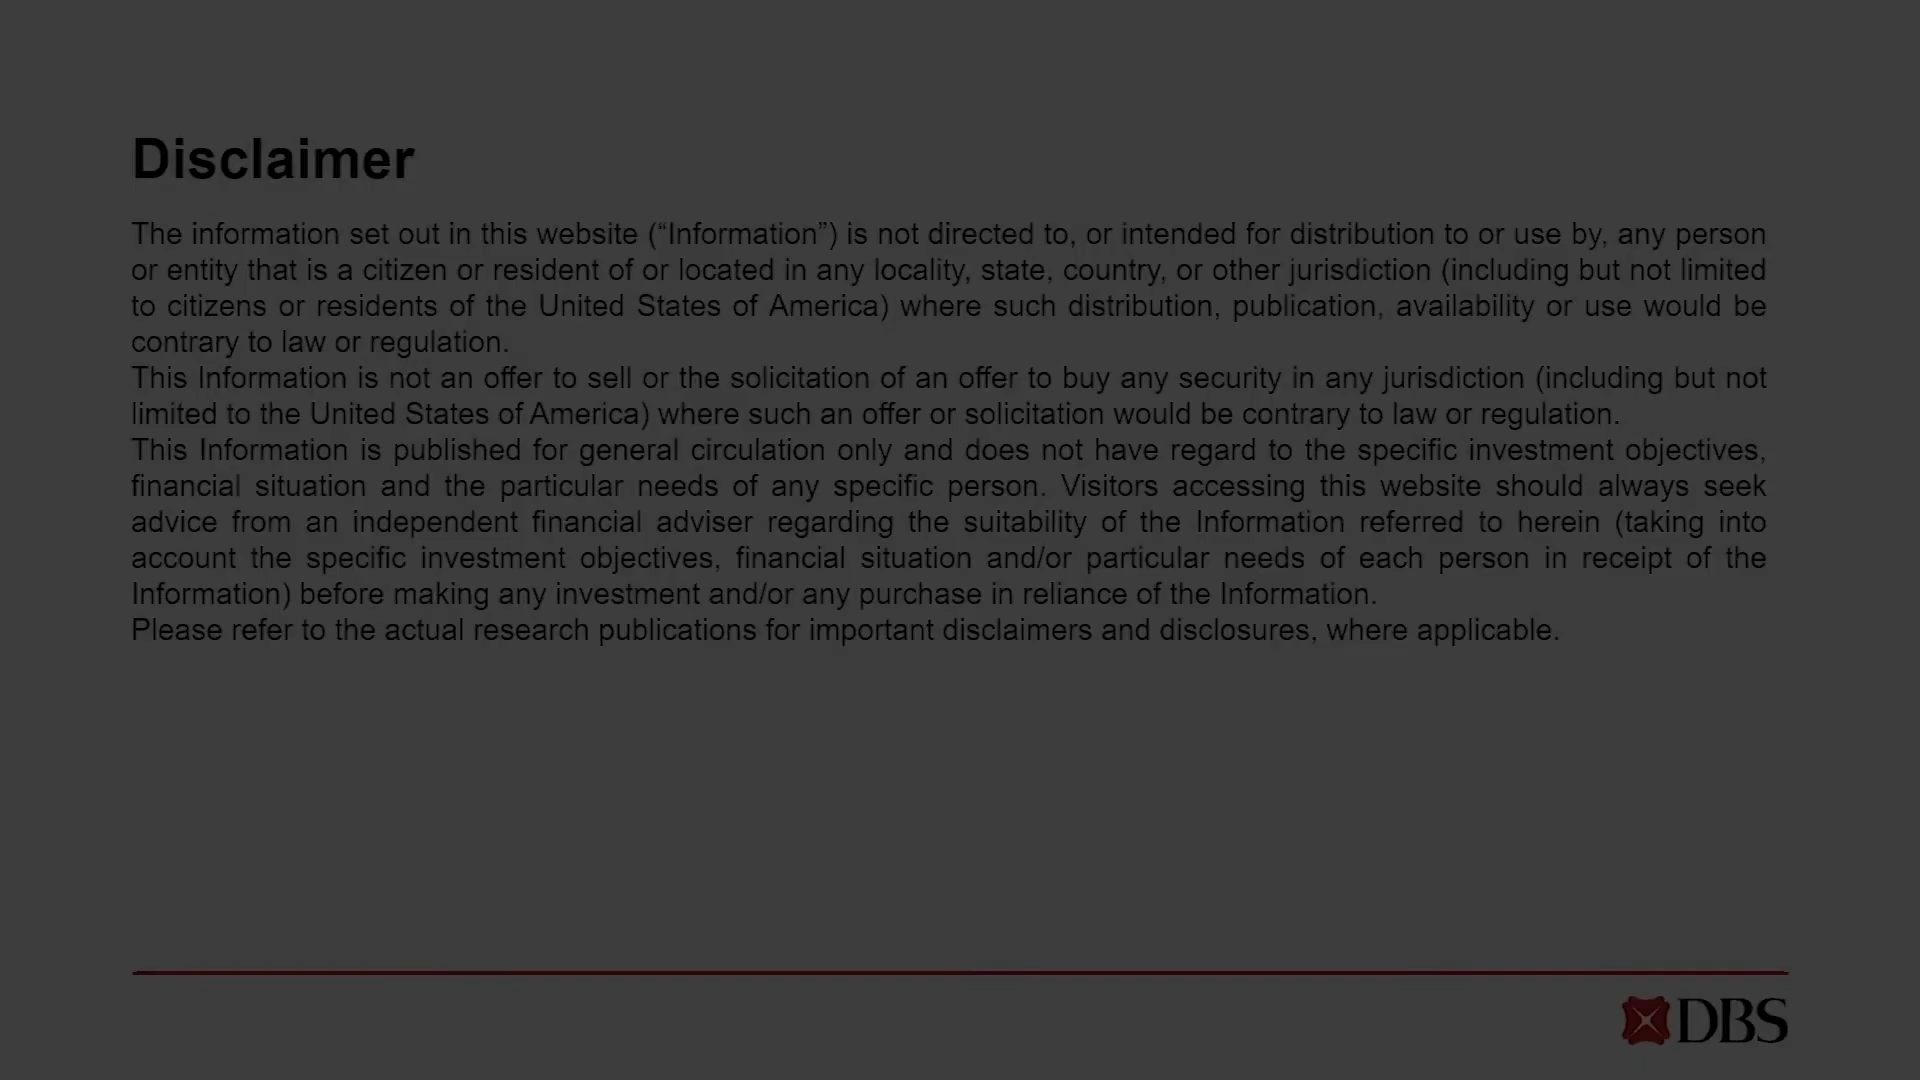 Disclaimer
The information set out in this website (“Information”) is not directed to, or intended for distribution to or use by, any person
or entity that is a citizen or resident of or located in any locality, state, country, or other jurisdiction (including but not limited
to citizens or residents of the United States of America) where such distribution, publication, availability or use would be
contrary to law or regulation.
This Information is not an offer to sell or the solicitation of an offer to buy any security in any jurisdiction (including but not
limited to the United States of America) where such an offer or solicitation would be contrary to law or regulation.
This Information is published for general circulation only and does not have regard to the specific investment objectives,
financial situation and the particular needs of any specific person. Visitors accessing this website should always seek
advice from an independent financial adviser regarding the suitability of the Information referred to herein (taking into
account the specific investment objectives, financial situation and/or particular needs of each person in receipt of the
Information) before making any investment and/or any purchase in reliance of the Information.
Please refer to the actual research publications for important disclaimers and disclosures, where applicable.
DBS